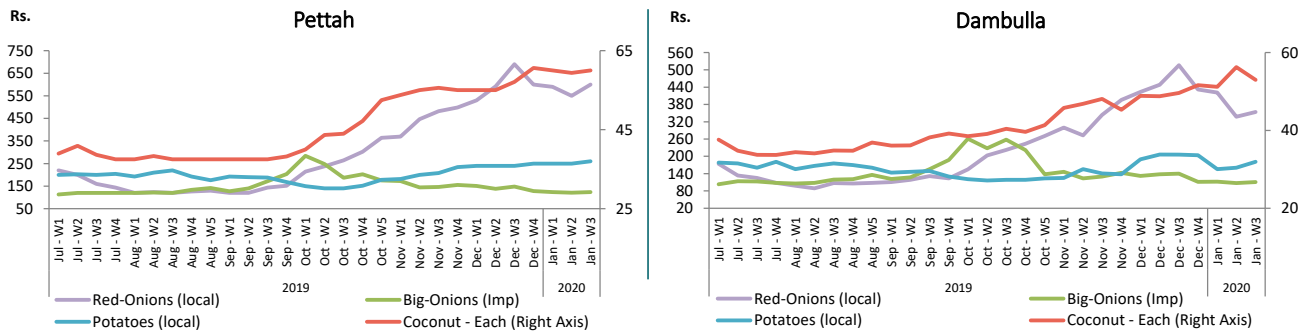 Rs.
Pettah
750
650
550
450
350
250
150
50
65
45
25
Jul - W1
Jul - W2
Jul - W3
Jul - W4
Aug - W1
Aug - W2
Aug - W3
Aug - W4
Aug - W5
Sep - W1
Sep - W2
Sep - W3
Sep - W4
Oct - W1
Oct - W2
Oct - W3
Oct - W4
Oct - W5
Nov - W1
Nov - W2
Nov - W3
Nov - W4
Dec - W1
Dec - W2
Dec - W3
Dec - W4
Jan - W1
Jan - W2
Jan - W3
2019
2020
Red-Onions (local)
Big-Onions (Imp)
Potatoes (local)
Coconut - Each (Right Axis)
Rs.
Dambulla
560
500
440
380
320
260
200
140
80
20
60
40
20
Jul - W1
Jul - W2
Jul - W3
Jul - W4
Aug - W1
Aug - W2
Aug - W3
Aug - W4
Aug - W5
Sep - W1
Sep - W2
Sep - W3
Sep - W4
Oct - W1
Oct - W2
Oct - W3
Oct - W4
Oct - W5
Nov - W1
Nov - W2
Nov - W3
Nov - W4
Dec - W1
Dec - W2
Dec - W3
Dec - W4
Jan - W1
Jan - W2
Jan - W3
2019
2020
Red-Onions (local)
Big-Onions (Imp)
Potatoes (local)
Coconut - Each (Right Axis)